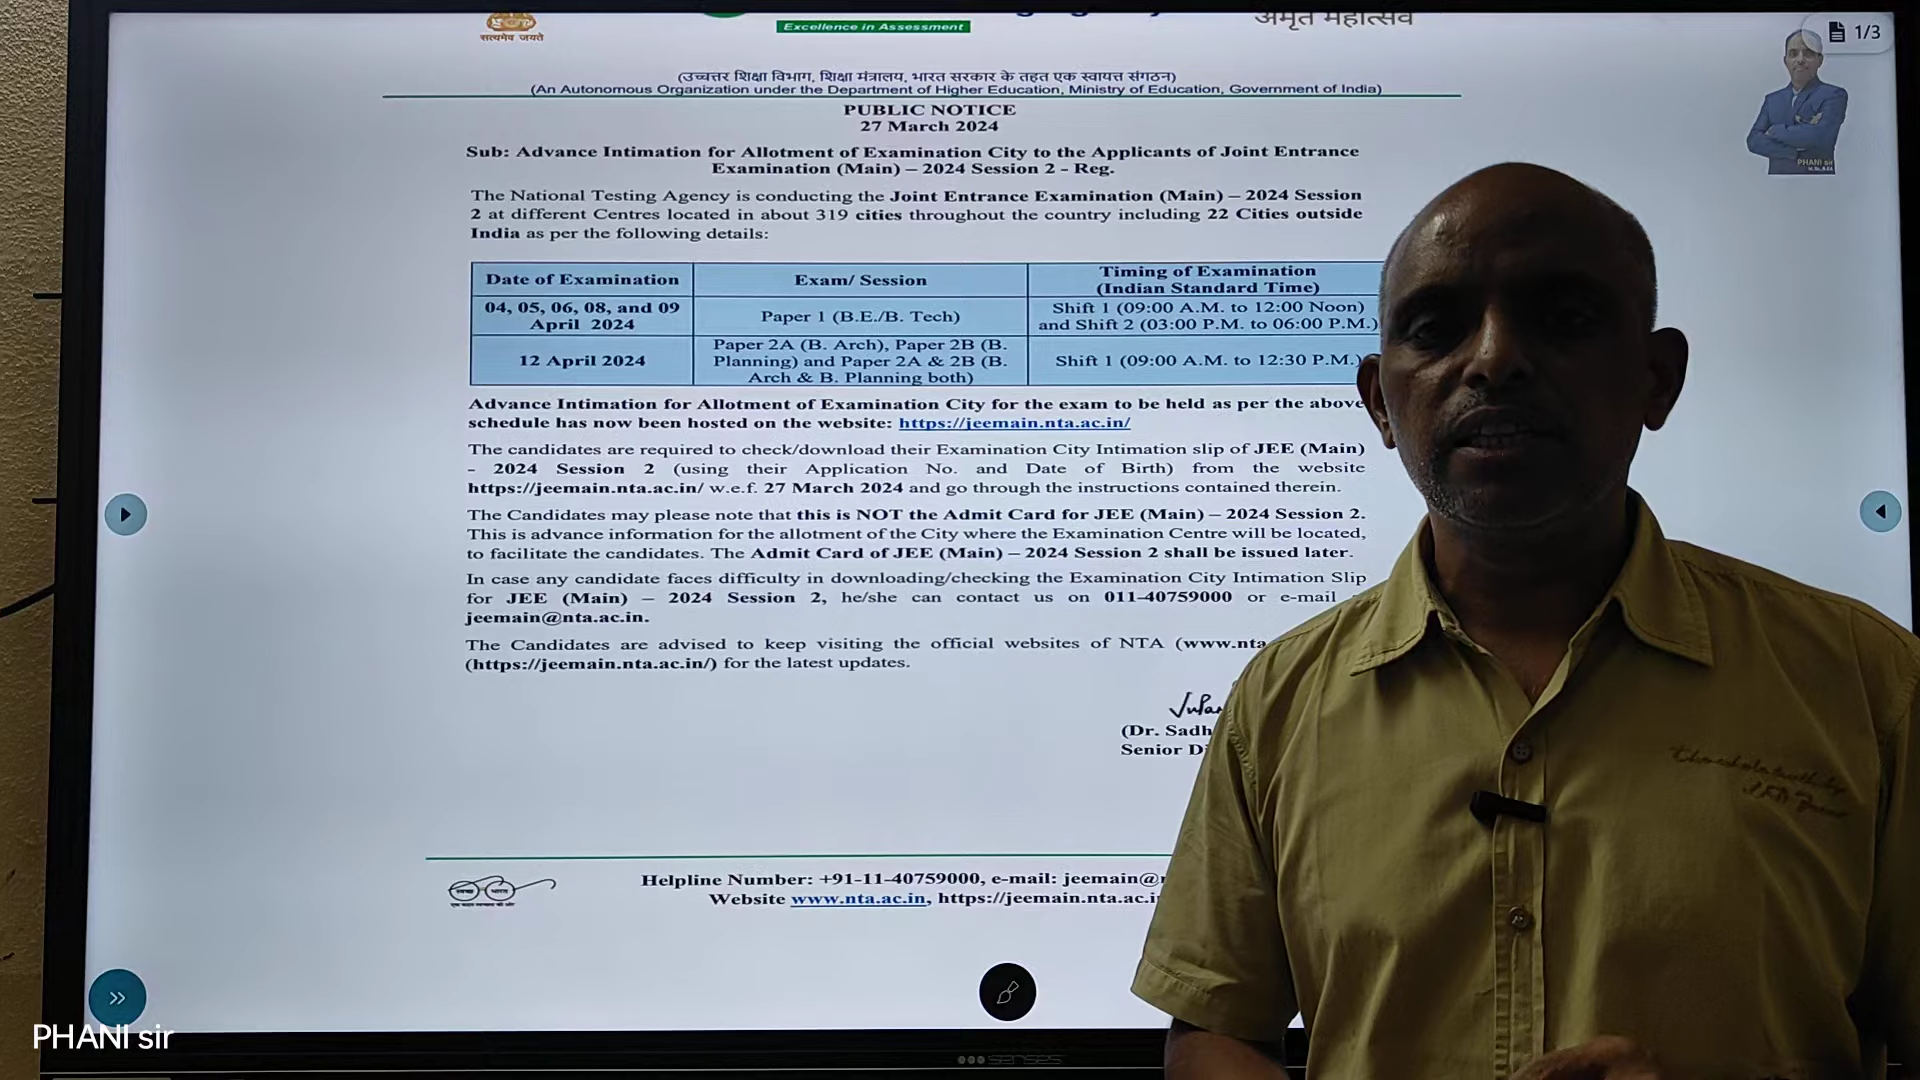 सत्यमेव जयते
Excellence in Assessment
अमृत महोत्सव
1/3
(उच्चत्तर शिक्षा विभाग, शिक्षा मंत्रालय, भारत सरकार के तहत एक स्वायत्त संगठन)
(An Autonomous Organization under the Department of Higher Education, Ministry of Education, Government of India)
PUBLIC NOTICE
27 March 2024
PHANI sir
Sub: Advance Intimation for Allotment of Examination City to the Applicants of Joint Entrance
Examination (Main) – 2024 Session 2 - Reg.
The National Testing Agency is conducting the Joint Entrance Examination (Main) – 2024 Session
2 at different Centres located in about 319 cities throughout the country including 22 Cities outside
India as per the following details:
Date of Examination
Exam/ Session
Timing of Examination
(Indian Standard Time)
04, 05, 06, 08, and 09
April 2024
Paper 1 (B.E./B. Tech)
Shift 1 (09:00 A.M. to 12:00 Noon)
and Shift 2 (03:00 P.M. to 06:00 P.M.)
12 April 2024
Paper 2A (B. Arch), Paper 2B (B.
Planning) and Paper 2A & 2B (B.
Arch & B. Planning both)
Shift 1 (09:00 A.M. to 12:30 P.M.)
Advance Intimation for Allotment of Examination City for the exam to be held as per the above
schedule has now been hosted on the website: https://jeemain.nta.ac.in/
The candidates are required to check/download their Examination City Intimation slip of JEE (Main)
- 2024 Session 2 (using their Application No. and Date of Birth) from the website
https://jeemain.nta.ac.in/ w.e.f. 27 March 2024 and go through the instructions contained therein.
The Candidates may please note that this is NOT the Admit Card for JEE (Main) – 2024 Session 2.
This is advance information for the allotment of the City where the Examination Centre will be located,
to facilitate the candidates. The Admit Card of JEE (Main) – 2024 Session 2 shall be issued later.
In case any candidate faces difficulty in downloading/checking the Examination City Intimation Slip
for JEE (Main) – 2024 Session 2, he/she can contact us on 011-40759000 or e-mail
jeemain@nta.ac.in.
The Candidates are advised to keep visiting the official websites of NTA (www.nta
(https://jeemain.nta.ac.in/) for the latest updates.
(Dr. Sadh
Senior Di
Helpline Number: +91-11-40759000, e-mail: jeemain@
Website www.nta.ac.in, https://jeemain.nta.ac.i
PHANI sir
senses